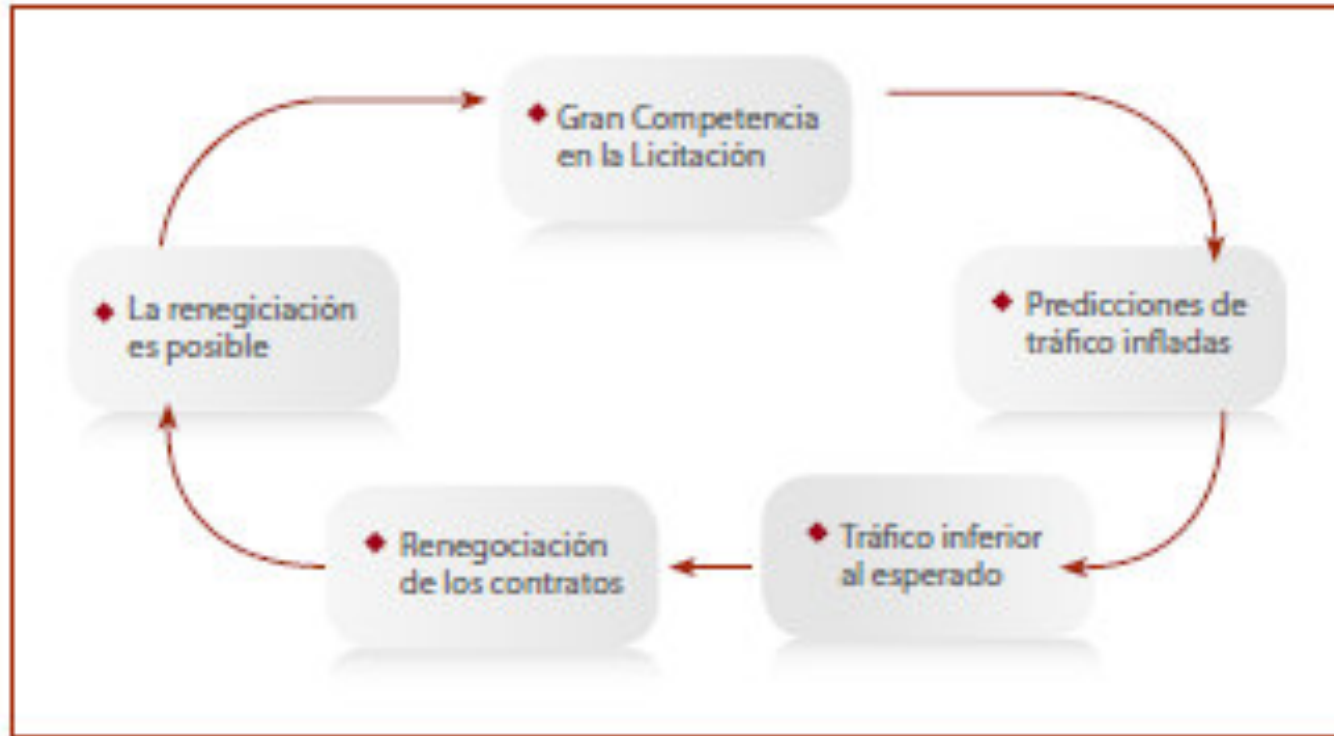 Gran Competencia
en la Licitación
Predicciones de
tráfico infladas
Tráfico inferior
al esperado
Renegociación
de los contratos
La renegiciación
es posible